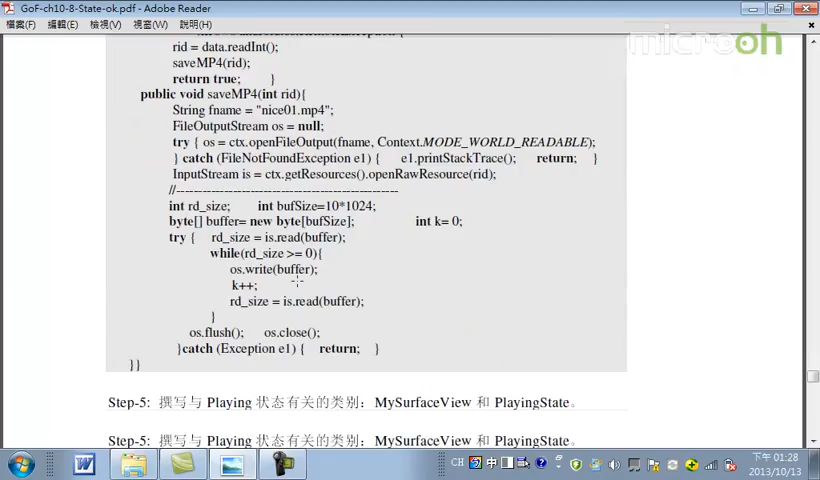 GoF-ch10-8-State-ok.pdf - Adobe Reader
檔案(F) 編輯(E) 檢視(V) 視窗(W) 說明(H)
microoh
rid = data.readInt();
saveMP4(rid);
return true; }
public void saveMP4(int rid){
String fname = "nice01.mp4";
FileOutputStream os = null;
try { os = ctx.openFileOutput(fname, Context.MODE_WORLD_READABLE);
} catch (FileNotFoundException e1) { e1.printStackTrace(); return; }
InputStream is = ctx.getResources().openRawResource(rid);
//---------------------------------------------------
int rd_size; int bufSize=10*1024;
byte[] buffer= new byte[bufSize]; int k= 0;
try { rd_size = is.read(buffer);
while(rd_size >= 0){
os.write(buffer);
k++;
rd_size = is.read(buffer);
}
os.flush(); os.close();
}catch (Exception e1) { return; }
}}
Step-5: 撰写与 Playing 状态有关的类别：MySurfaceView 和 PlayingState。
Step-5: 撰写与 Playing 状态有关的类别：MySurfaceView 和 PlayingState。
CH 中
下午 01:28
2013/10/13